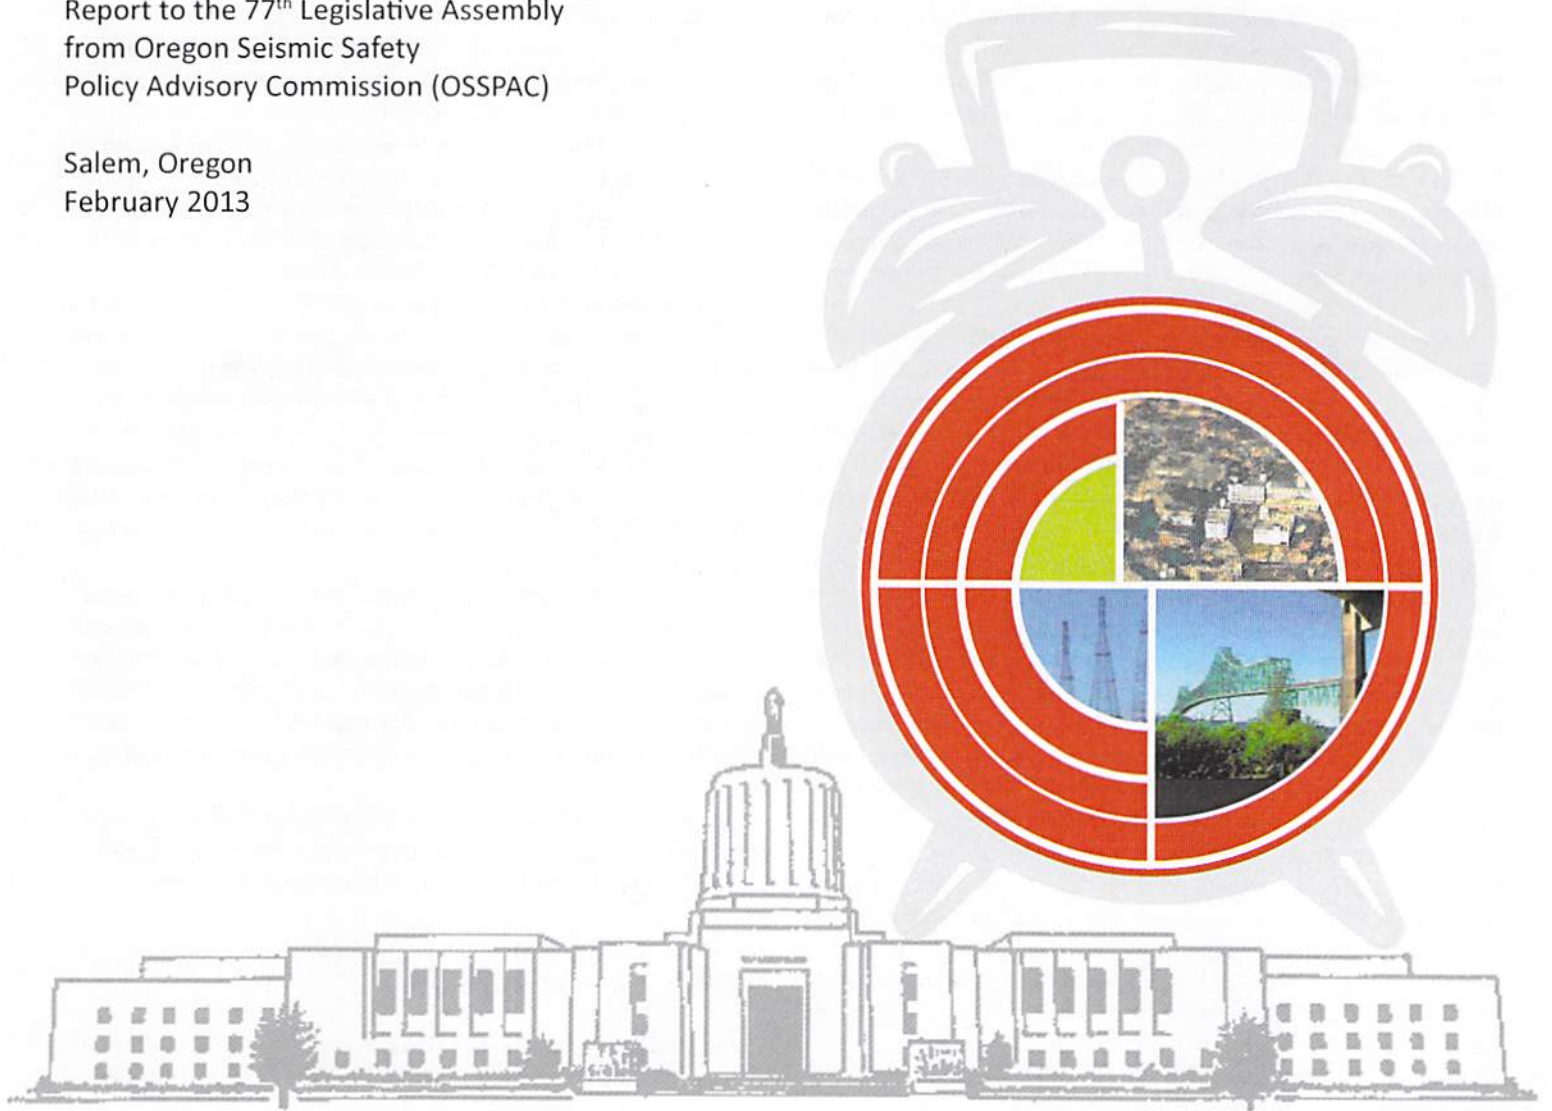 Report to the 77th Legislative Assembly
from Oregon Seismic Safety
Policy Advisory Commission (OSSPAC)
Salem, Oregon
February 2013